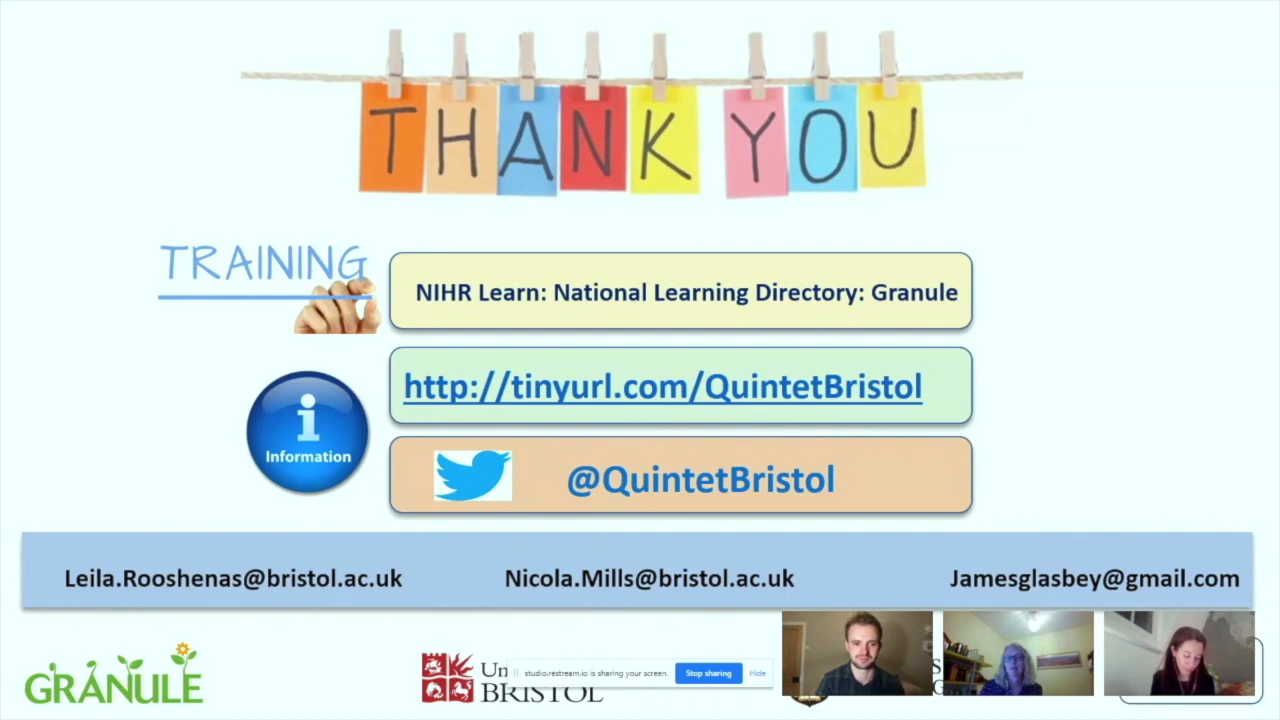 THANK YOU
TRAINING
NIHR Learn: National Learning Directory: Granule
http://tinyurl.com/QuintetBristol
Information
@QuintetBristol
Leila.Rooshenas@bristol.ac.uk
Nicola.Mills@bristol.ac.uk
Jamesglasbey@gmail.com
GRANULE
Un
BRISTOL
studio.restream.io is sharing your screen.
Stop sharing
Hide